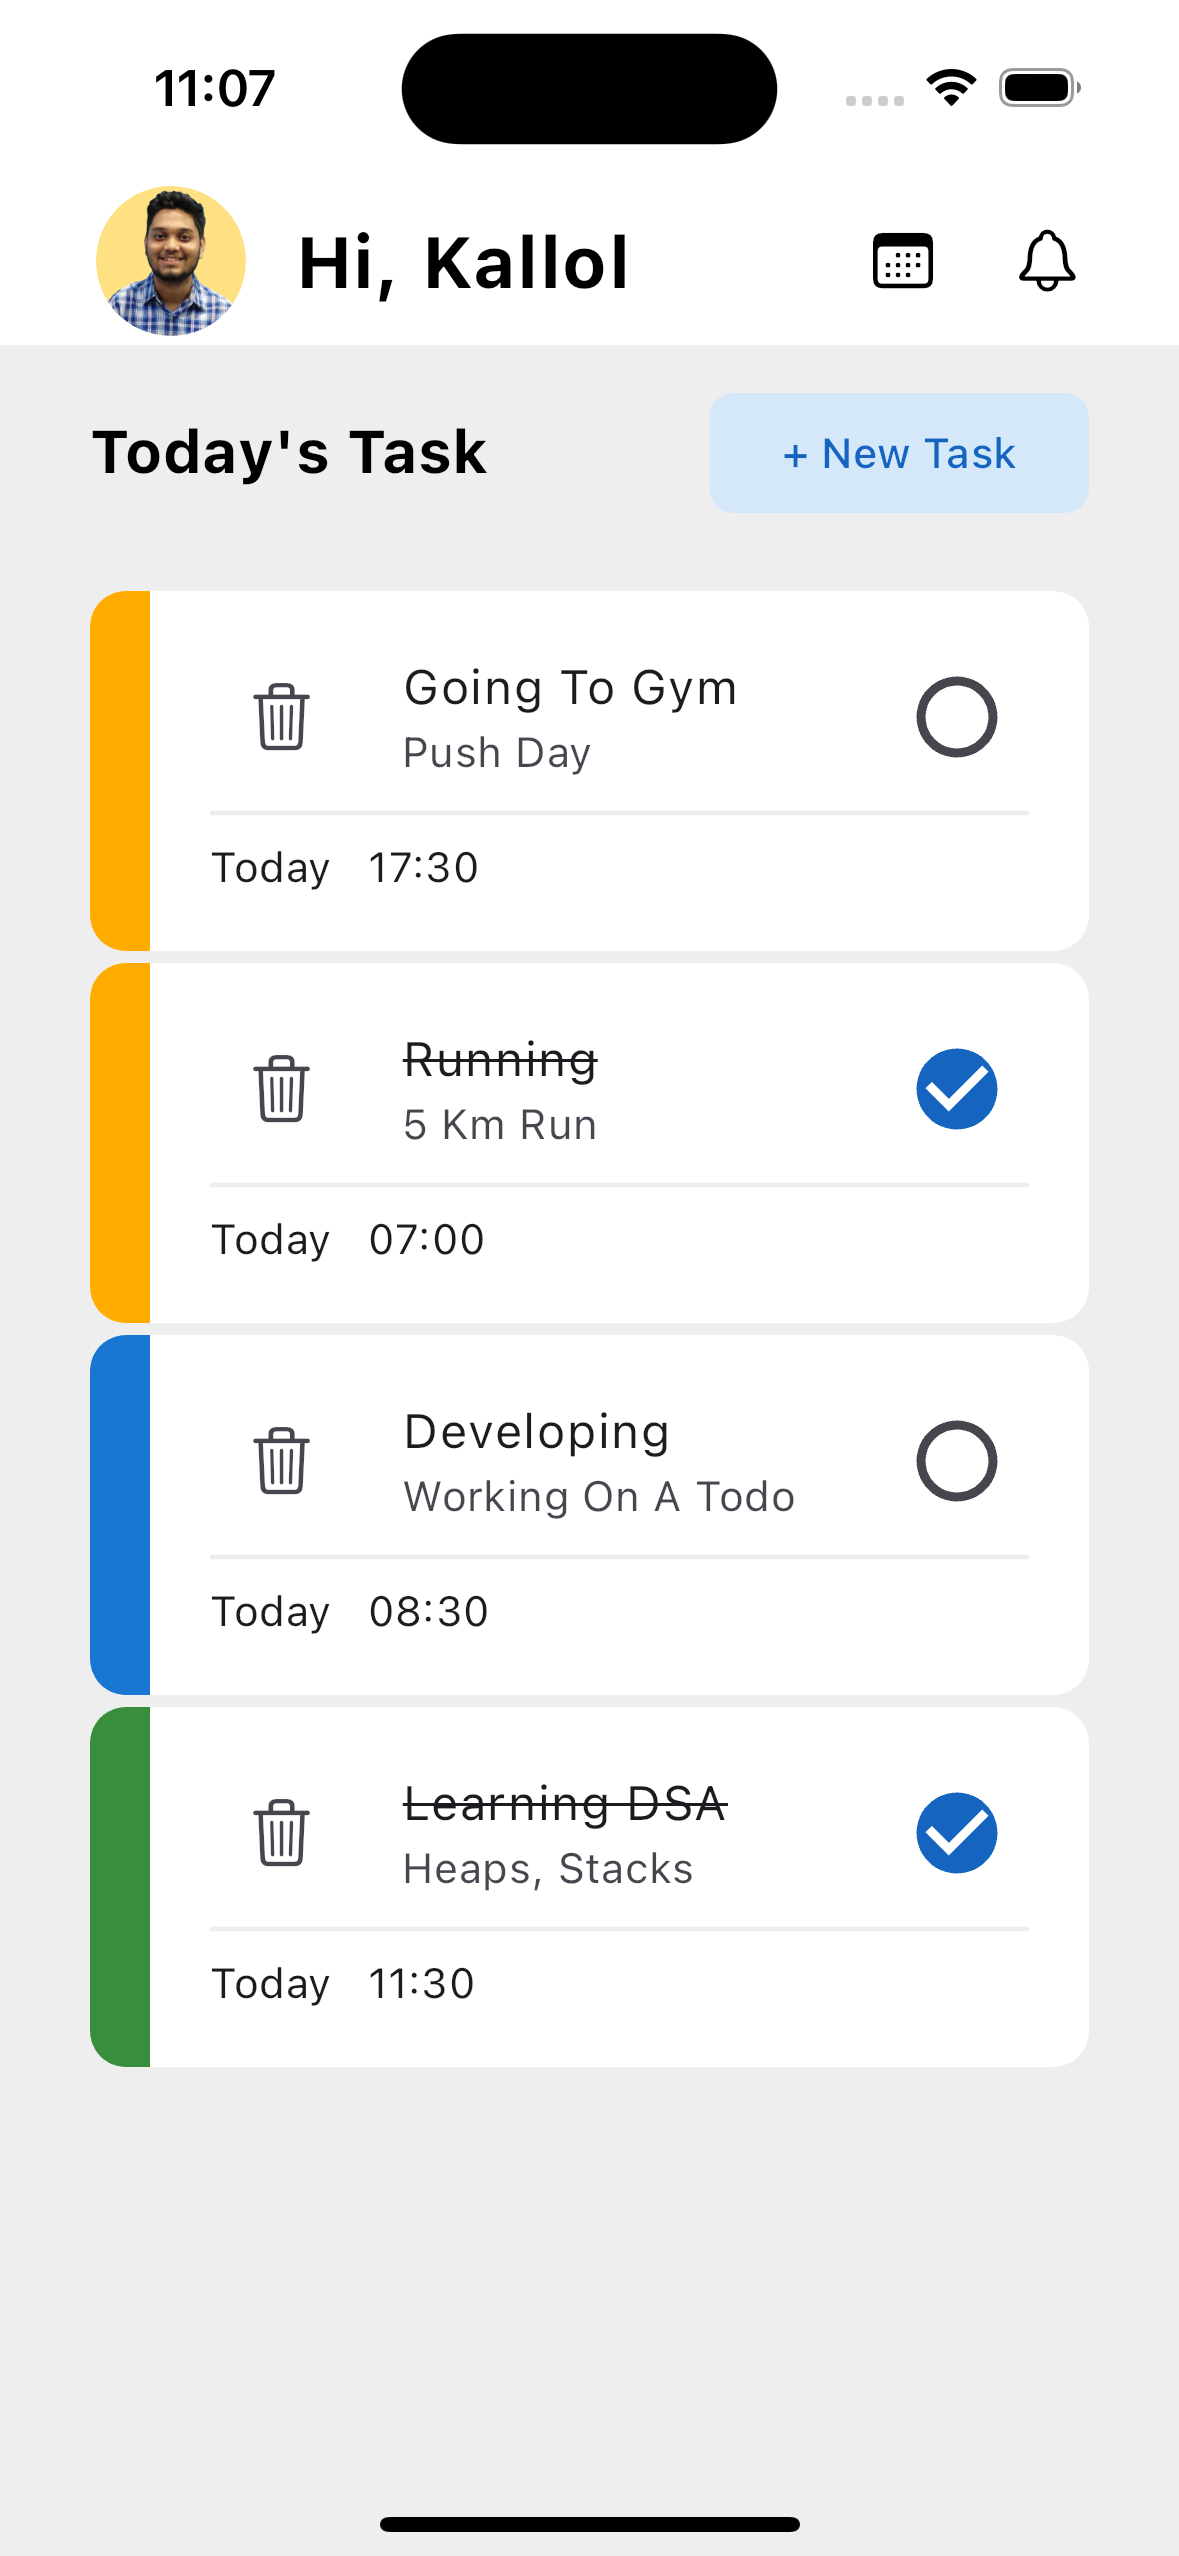 11:07
Hi, Kallol
Today's Task
+ New Task
Going To Gym
Push Day
Today 17:30
Running
5 Km Run
Today 07:00
Developing
Working On A Todo
Today 08:30
Learning DSA
Heaps, Stacks
Today 11:30